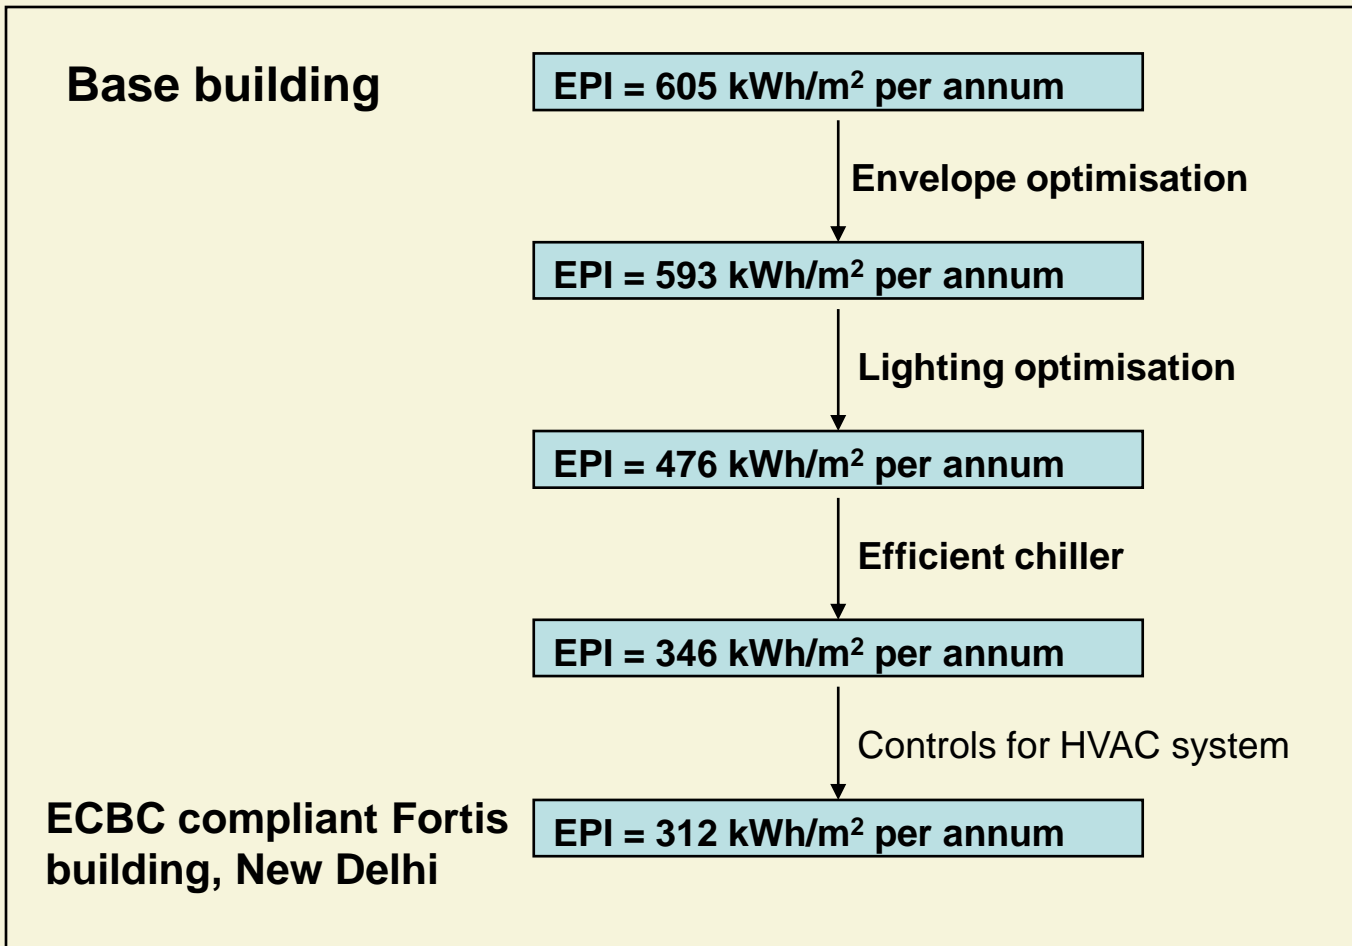 Base building
EPI = 605 kWh/m² per annum
Envelope optimisation
EPI = 593 kWh/m² per annum
Lighting optimisation
EPI = 476 kWh/m² per annum
Efficient chiller
EPI = 346 kWh/m² per annum
Controls for HVAC system
ECBC compliant Fortis
building, New Delhi
EPI = 312 kWh/m² per annum